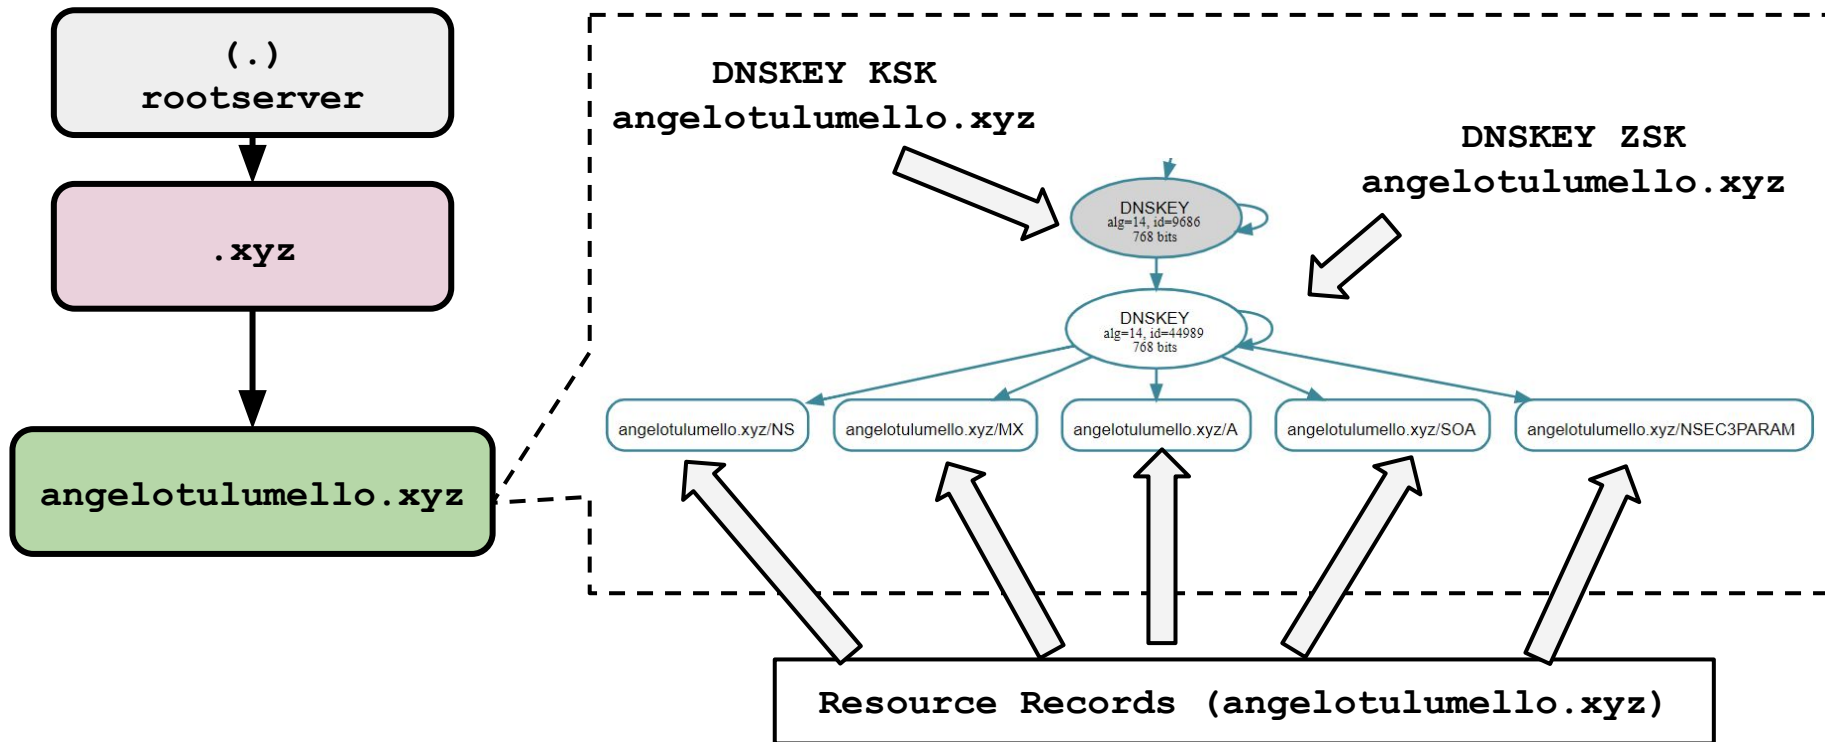 (.)
rootserver
.xyz
angelotulumello.xyz
DNSKEY KSK
angelotulumello.xyz
DNSKEY ZSK
angelotulumello.xyz
DNSKEY
alg=14, id=9686
768 bits
DNSKEY
alg=14, id=44989
768 bits
angelotulumello.xyz/NS
angelotulumello.xyz/MX
angelotulumello.xyz/A
angelotulumello.xyz/SOA
angelotulumello.xyz/NSEC3PARAM
Resource Records (angelotulumello.xyz)